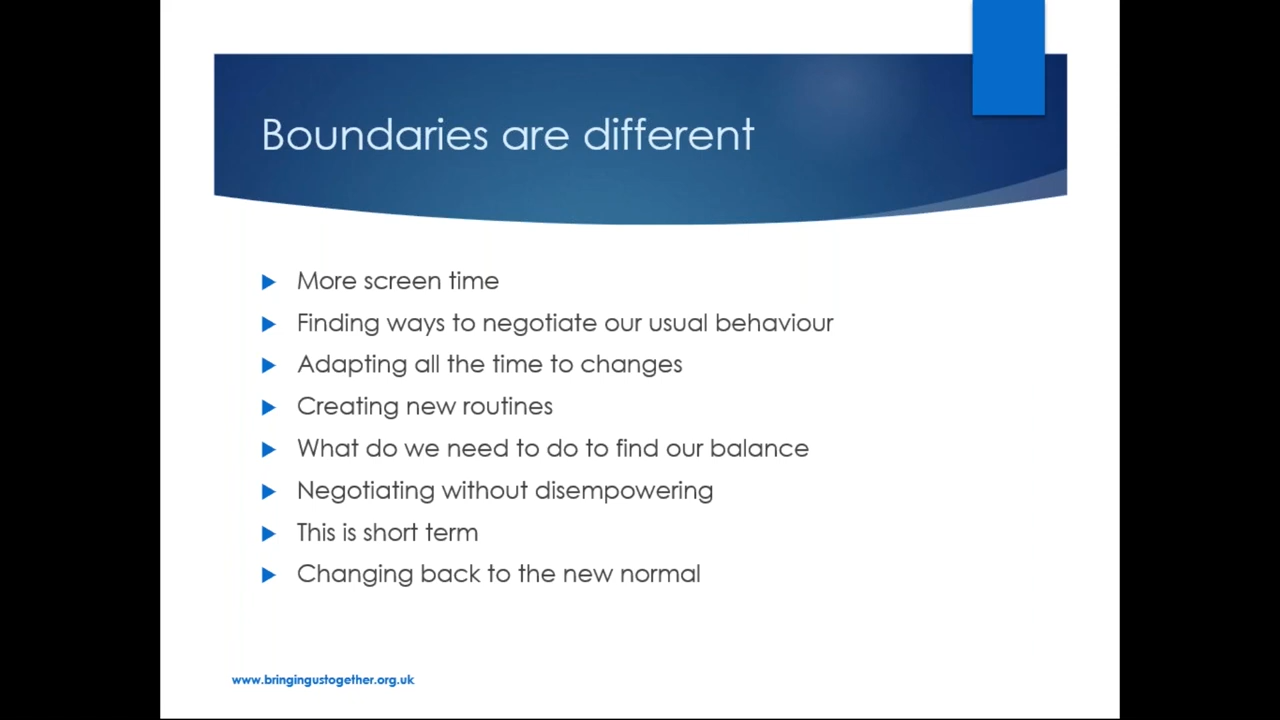 Boundaries are different
More screen time
Finding ways to negotiate our usual behaviour
Adapting all the time to changes
Creating new routines
What do we need to do to find our balance
Negotiating without disempowering
This is short term
Changing back to the new normal
www.bringingustogether.org.uk